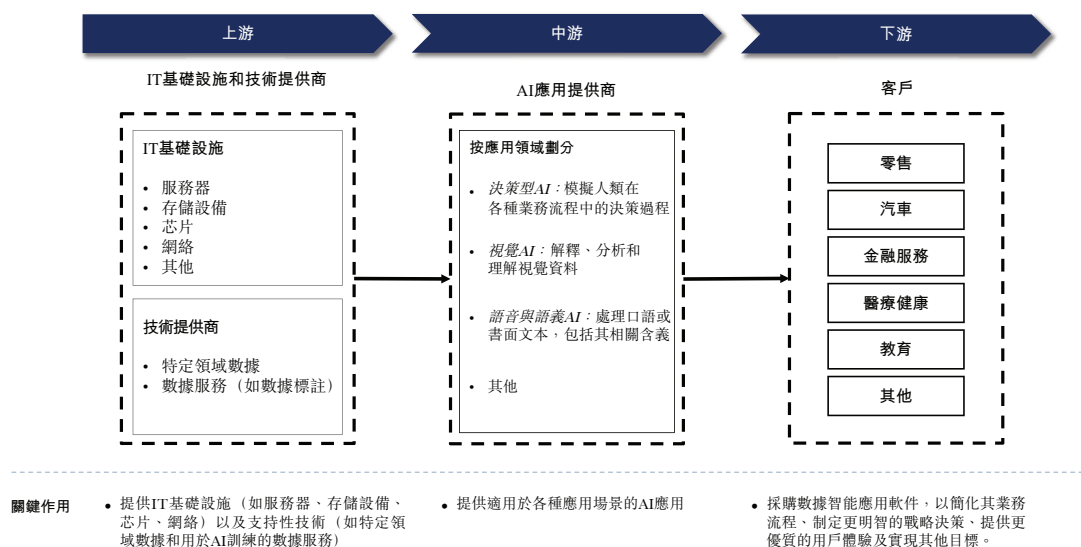 上游
中游
下游
IT基礎設施和技術提供商
AI應用提供商
客戶
IT基礎設施
• 服務器
• 存儲設備
• 芯片
• 網絡
• 其他
技術提供商
• 特定領域數據
• 數據服務（如數據標註）
按應用領域劃分
• 決策型AI：模擬人類在
各種業務流程中的決策過程
• 視覺AI：解釋、分析和
理解視覺資料
• 語音與語義AI：處理口語或
書面文本，包括其相關含義
• 其他
零售
汽車
金融服務
醫療健康
教育
其他
關鍵作用
• 提供IT基礎設施（如服務器、存儲設備、
芯片、網絡）以及支持性技術（如特定領
域數據和用於AI訓練的數據服務）
• 提供適用於各種應用場景的AI應用
• 採購數據智能應用軟件，以簡化其業務
流程、制定更明智的戰略決策、提供更
優質的用戶體驗及實現其他目標。